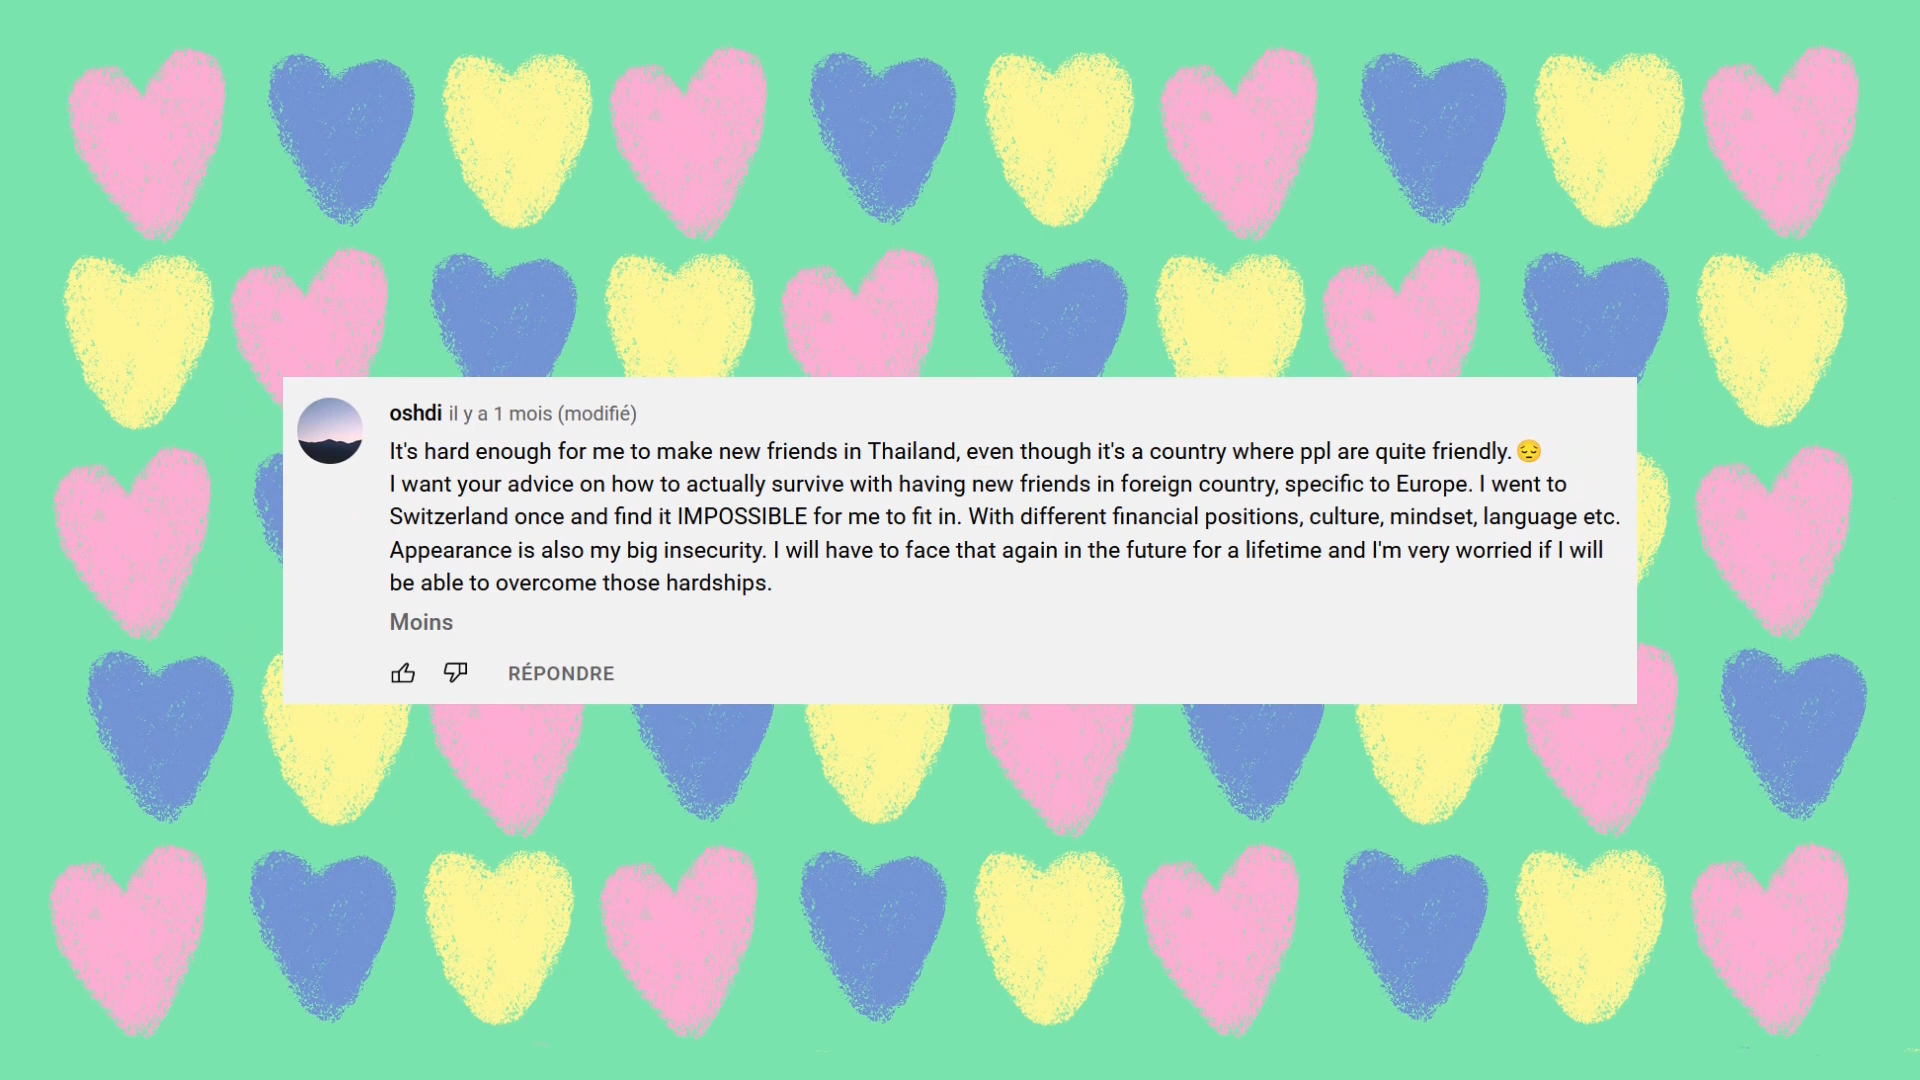 oshdi il y a 1 mois (modifié)
It's hard enough for me to make new friends in Thailand, even though it's a country where ppl are quite friendly. 😔
I want your advice on how to actually survive with having new friends in foreign country, specific to Europe. I went to
Switzerland once and find it IMPOSSIBLE for me to fit in. With different financial positions, culture, mindset, language etc.
Appearance is also my big insecurity. I will have to face that again in the future for a lifetime and I'm very worried if I will
be able to overcome those hardships.
Moins
RÉPONDRE